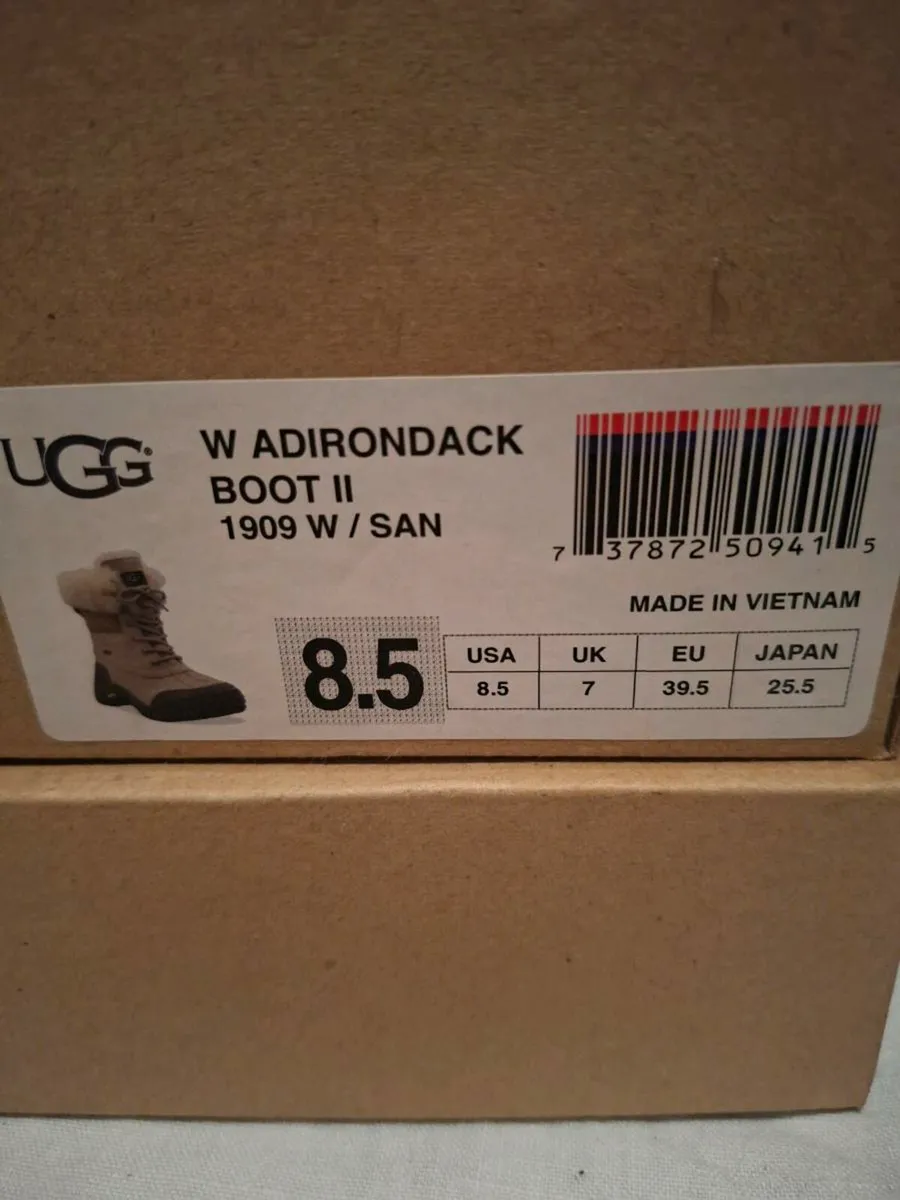 UGG®
W ADIRONDACK
BOOT II
1909 W / SAN
7 37872 50941 5
MADE IN VIETNAM
8.5
USA UK EU JAPAN
8.5 7 39.5 25.5